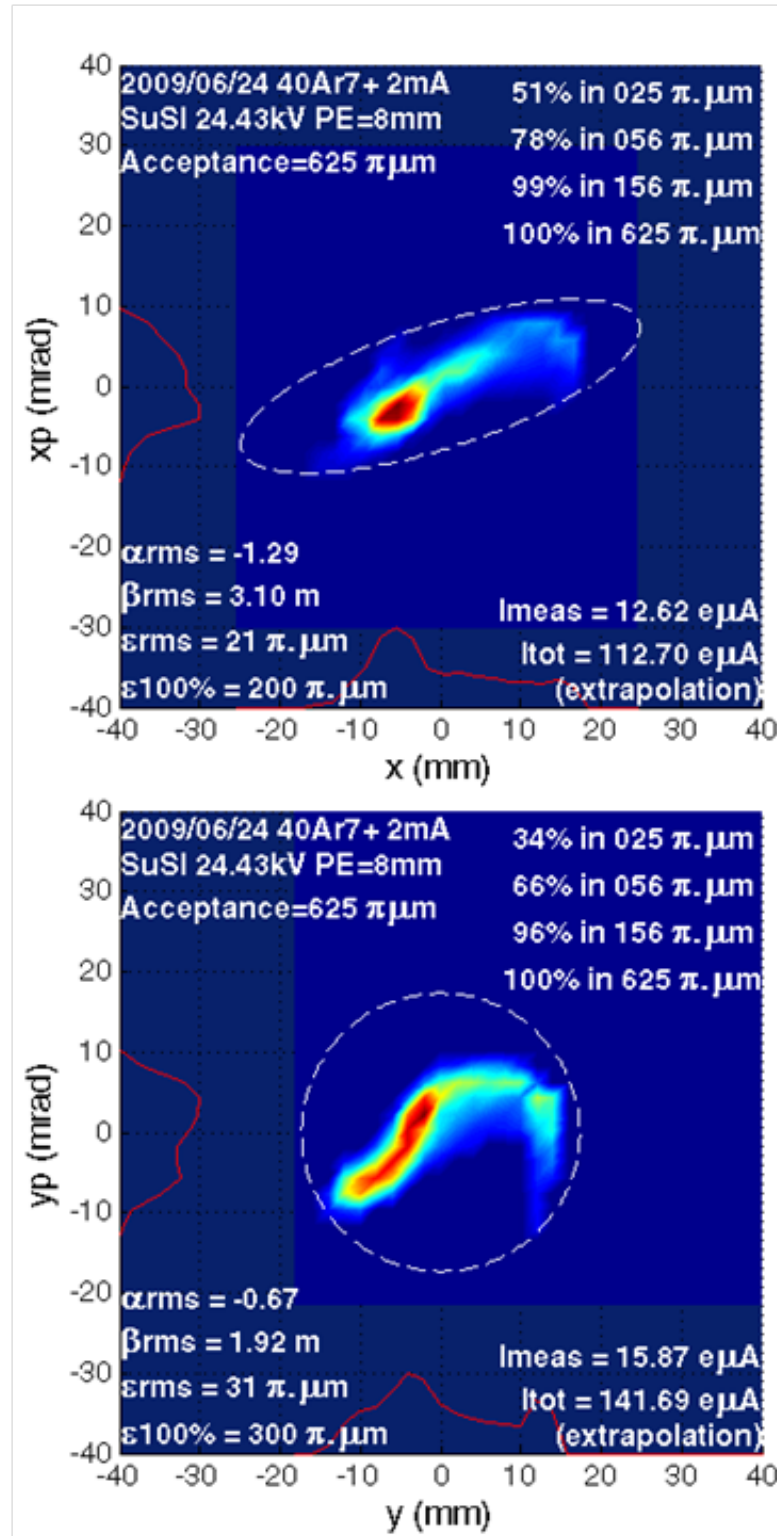 40
30
20
10
0
-10
-20
-30
-40
xp (mrad)
2009/06/24 40Ar7+ 2mA
SuSI 24.43kV PE=8mm
Acceptance=625 πμm
51% in 025 π.μm
78% in 056 π.μm
99% in 156 π.μm
100% in 625 π.μm
αrms = -1.29
βrms = 3.10 m
εrms = 21 π.μm
ε100% = 200 π.μm
Imeas = 12.62 eμA
Itot = 112.70 eμA
(extrapolation)
-40 -30 -20 -10 0 10 20 30 40
x (mm)
40
30
20
10
0
-10
-20
-30
-40
yp (mrad)
2009/06/24 40Ar7+ 2mA
SuSI 24.43kV PE=8mm
Acceptance=625 πμm
34% in 025 π.μm
66% in 056 π.μm
96% in 156 π.μm
100% in 625 π.μm
αrms = -0.67
βrms = 1.92 m
εrms = 31 π.μm
ε100% = 300 π.μm
Imeas = 15.87 eμA
Itot = 141.69 eμA
(extrapolation)
-40 -30 -20 -10 0 10 20 30 40
y (mm)